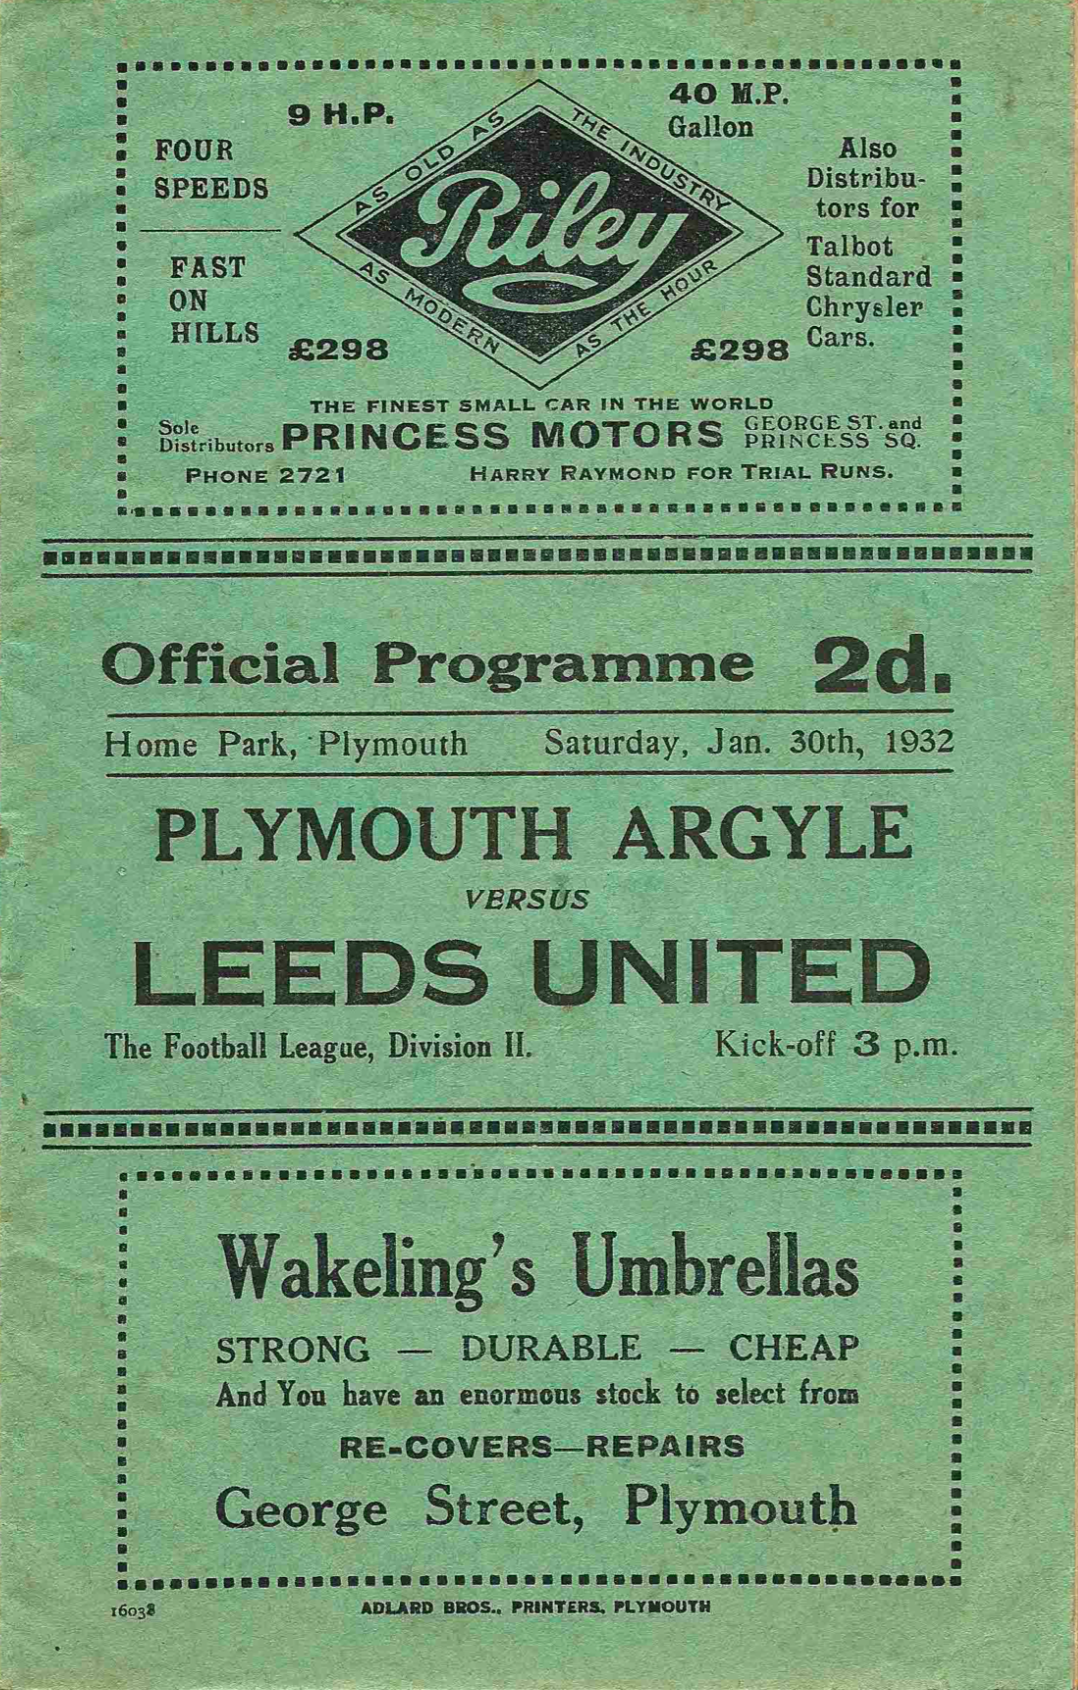 9 H.P.
40 M.P.
Gallon
FOUR
SPEEDS
FAST
ON
HILLS
AS OLD AS
THE INDUSTRY
Riley
AS MODERN
AS THE HOUR
Also
Distribu-
tors for
Talbot
Standard
Chrysler
Cars.
£298
£298
THE FINEST SMALL CAR IN THE WORLD
Sole
Distributors
PRINCESS MOTORS
GEORGE ST. and
PRINCESS SQ.
PHONE 2721 HARRY RAYMOND FOR TRIAL RUNS.
Official Programme 2d.
Home Park, Plymouth Saturday, Jan. 30th, 1932
PLYMOUTH ARGYLE
VERSUS
LEEDS UNITED
The Football League, Division II. Kick-off 3 p.m.
Wakeling's Umbrellas
STRONG — DURABLE — CHEAP
And You have an enormous stock to select from
RE-COVERS—REPAIRS
George Street, Plymouth
16038 ADLARD BROS., PRINTERS, PLYMOUTH